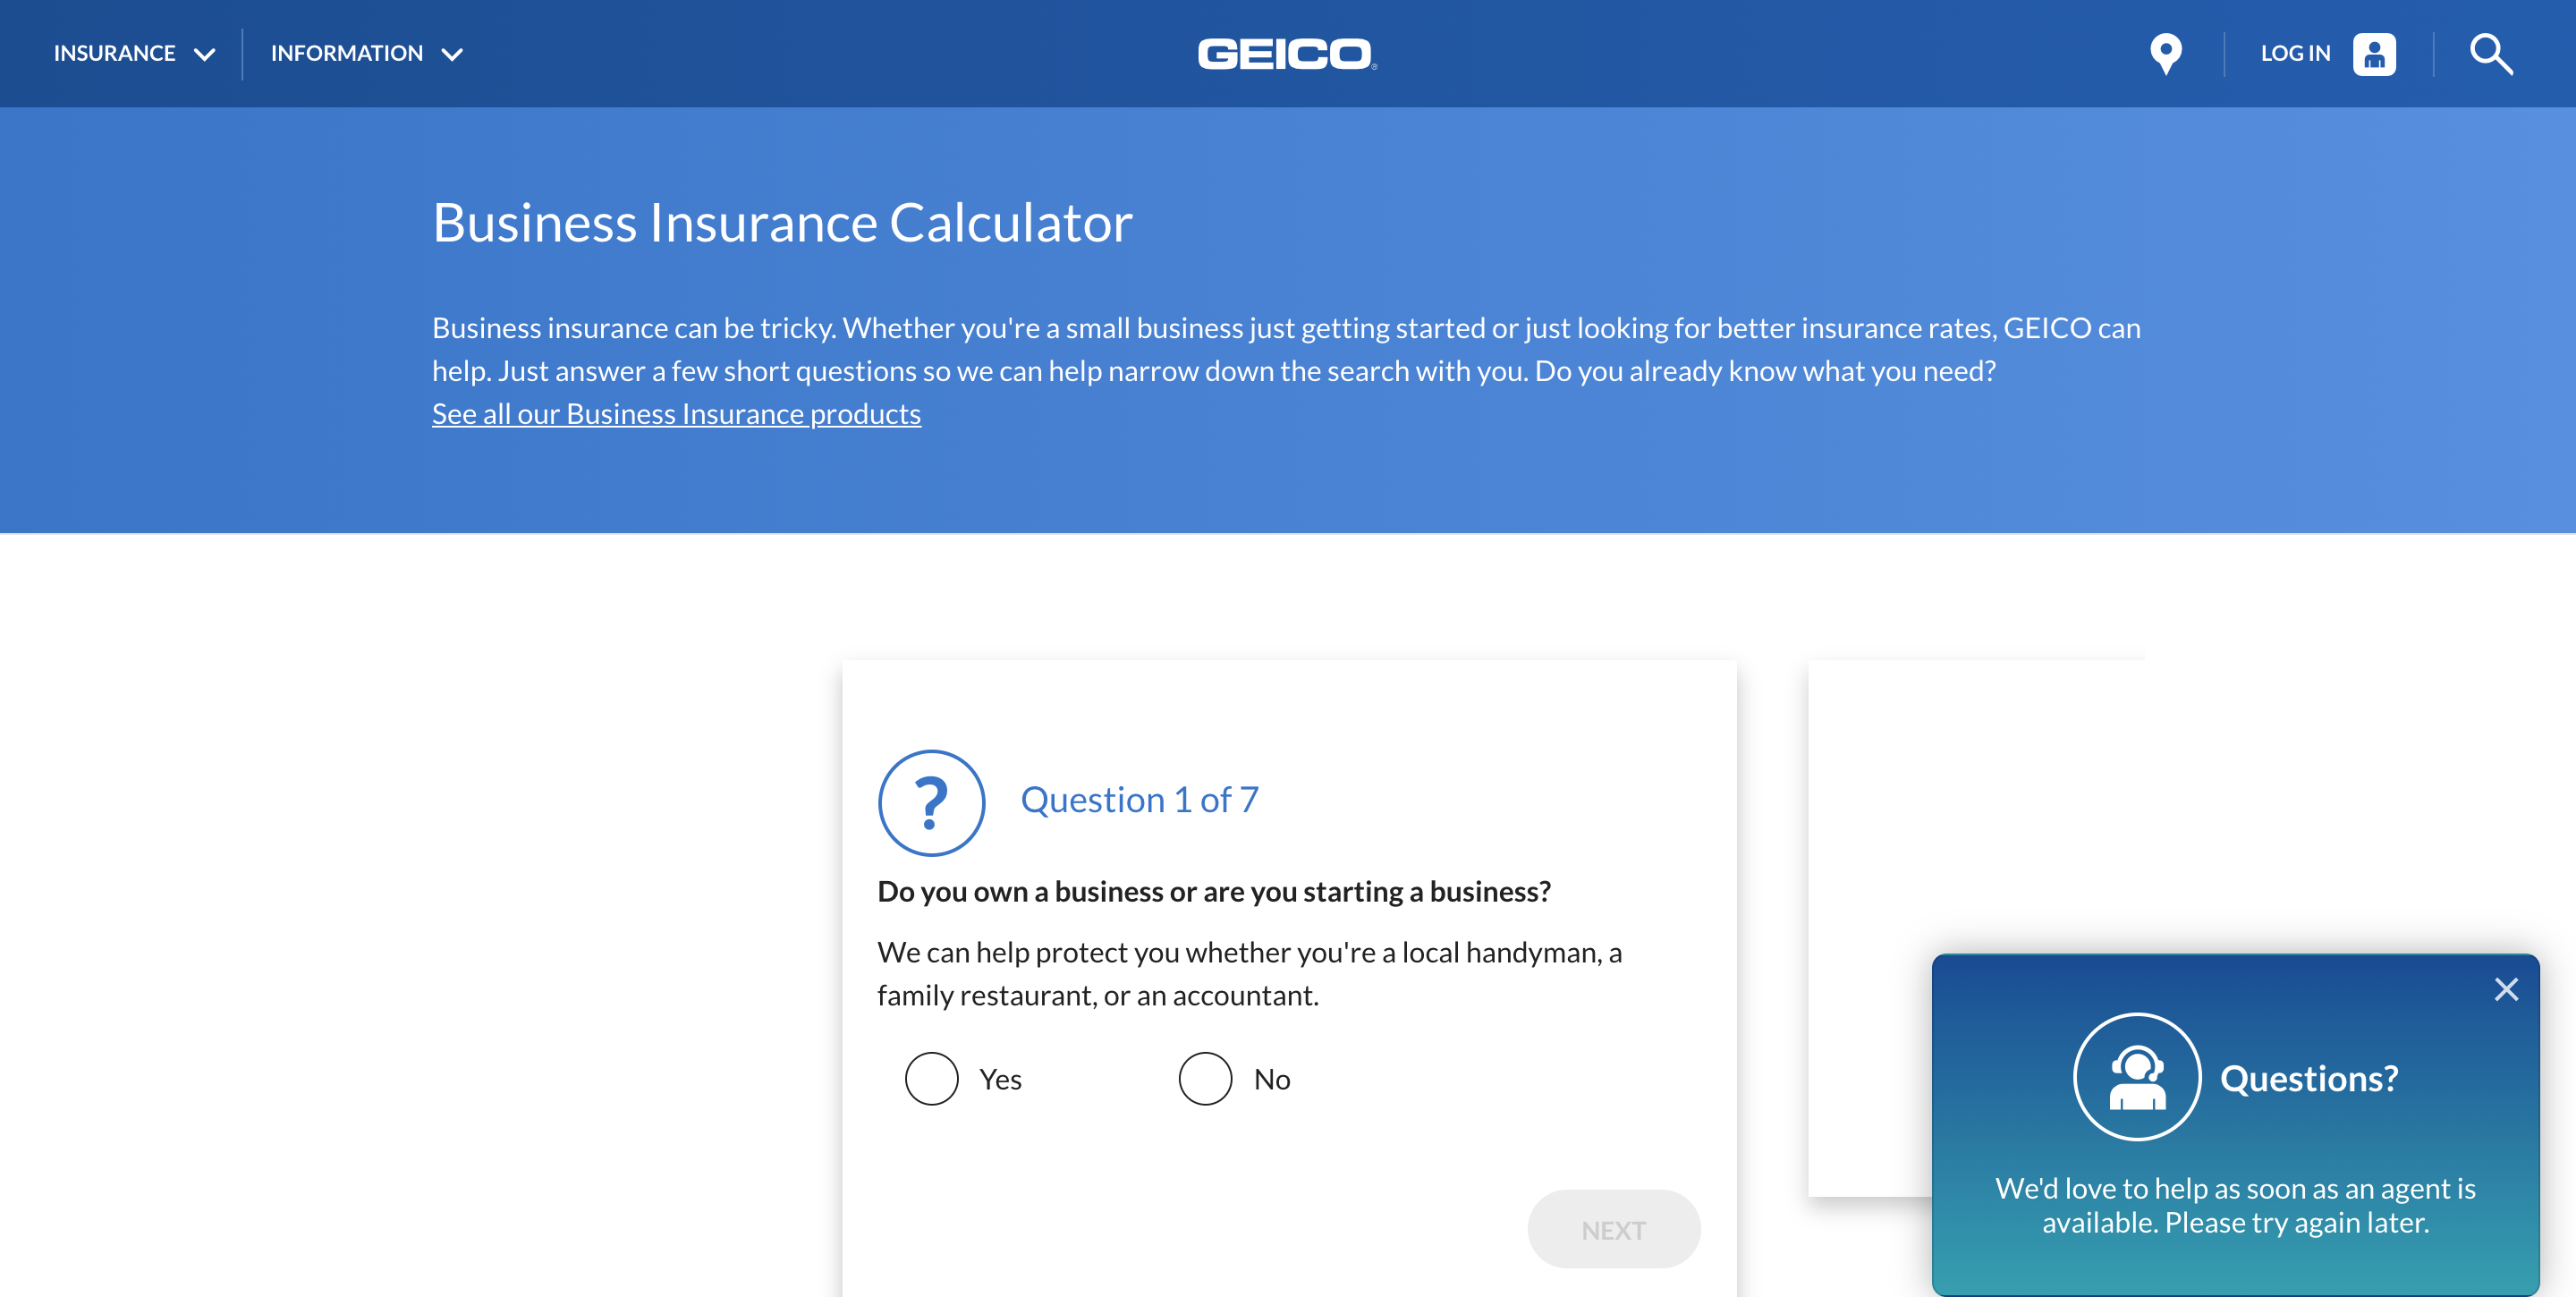 INSURANCE
INFORMATION
GEICO
LOG IN
Business Insurance Calculator
Business insurance can be tricky. Whether you're a small business just getting started or just looking for better insurance rates, GEICO can
help. Just answer a few short questions so we can help narrow down the search with you. Do you already know what you need?
See all our Business Insurance products
?
Question 1 of 7
Do you own a business or are you starting a business?
We can help protect you whether you're a local handyman, a
family restaurant, or an accountant.
Yes
No
NEXT
Questions?
We'd love to help as soon as an agent is
available. Please try again later.